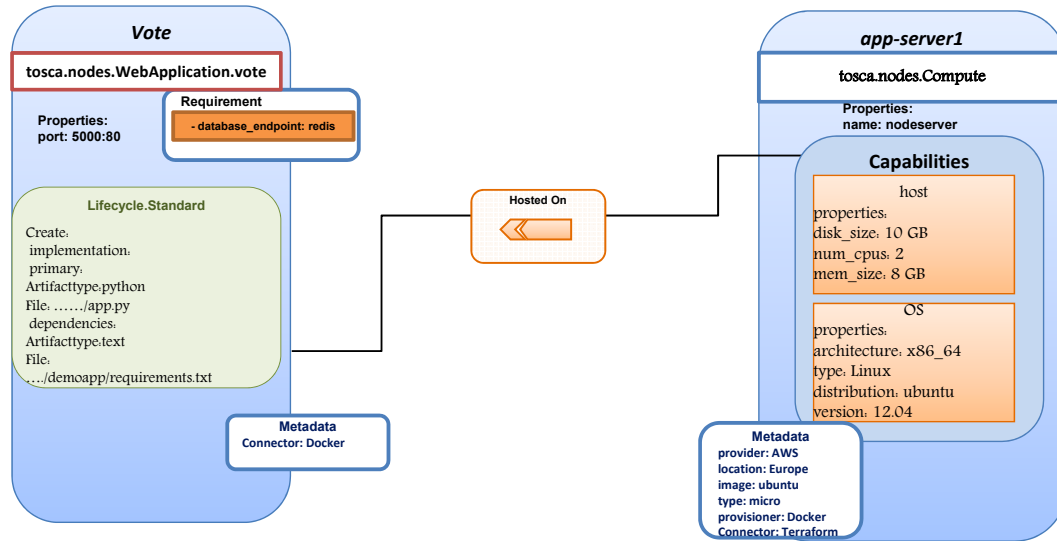 Vote
tosca.nodes.WebApplication.vote
Requirement
- database_endpoint: redis
Properties:
port: 5000:80
Lifecycle.Standard
Create:
implementation:
primary:
Artifacttype:python
File: ....../app.py
dependencies:
Artifacttype:text
File:
..../demoapp/requirements.txt
Metadata
Connector: Docker
Hosted On
app-server1
tosca.nodes.Compute
Properties:
name: nodeserver
Capabilities
host
properties:
disk_size: 10 GB
num_cpus: 2
mem_size: 8 GB
OS
properties:
architecture: x86_64
type: Linux
distribution: ubuntu
version: 12.04
Metadata
provider: AWS
location: Europe
image: ubuntu
type: micro
provisioner: Docker
Connector: Terraform